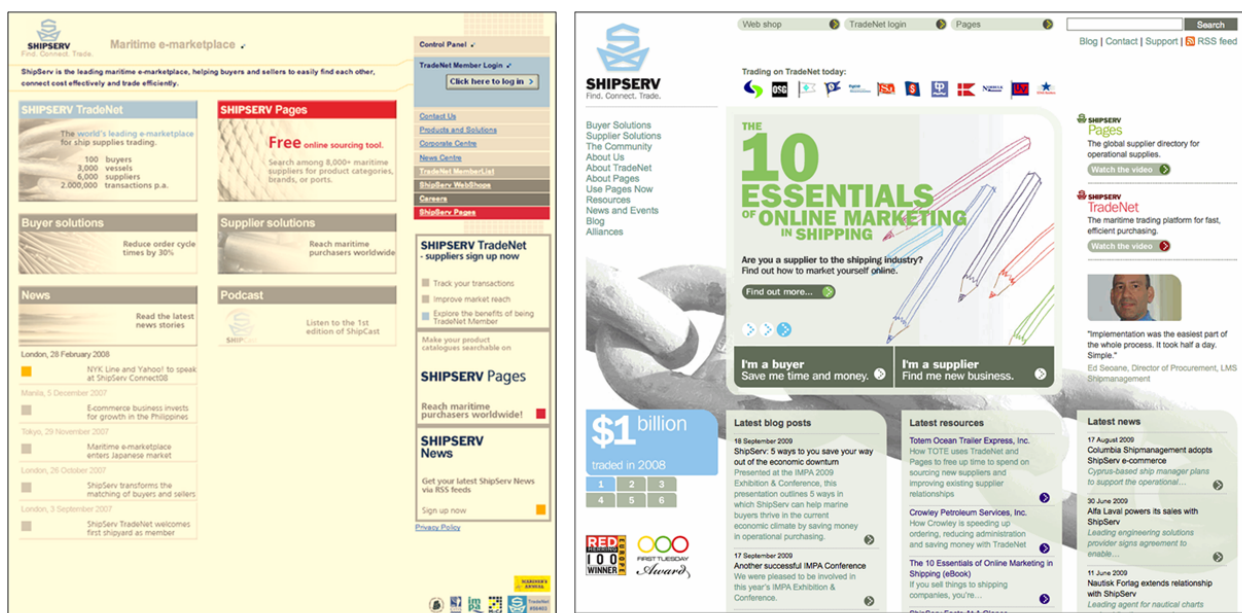 SHIPSERV
Find. Connect. Trade.
Maritime e-marketplace
ShipServ is the leading maritime e-marketplace, helping buyers and sellers to easily find each other,
connect cost effectively and trade efficiently.
SHIPSERV TradeNet
The world's leading e-marketplace
for ship supplies trading.
100 buyers
3,000 vessels
6,000 suppliers
2,000,000 transactions p.a.
SHIPSERV Pages
Free online sourcing tool.
Search among 8,000+ maritime
suppliers for product categories,
brands, or ports.
Buyer solutions
Reduce order cycle
times by 30%
Supplier solutions
Reach maritime
purchasers worldwide
News
Read the latest
news stories
Podcast
Listen to the 1st
edition of ShipCast
London, 28 February 2008
NYK Line and Yahoo! to speak
at ShipServ Connect08
Manila, 5 December 2007
E-commerce business invests
for growth in the Philippines
Tokyo, 29 November 2007
Maritime e-marketplace
enters Japanese market
London, 26 October 2007
ShipServ transforms the
matching of buyers and sellers
London, 3 September 2007
ShipServ TradeNet welcomes
first shipyard as member
Control Panel
TradeNet Member Login
Click here to log in
Contact Us
Products and Solutions
Corporate Centre
News Centre
TradeNet MemberList
ShipServ WebShops
Careers
ShipServ Pages
SHIPSERV TradeNet
- suppliers sign up now
Track your transactions
Improve market reach
Explore the benefits of being
TradeNet Member
Make your product
catalogues searchable on
SHIPSERV Pages
Reach maritime
purchasers worldwide!
SHIPSERV
News
Get your latest ShipServ News
via RSS feeds
Sign up now
Privacy Policy
Web shop
TradeNet login
Pages
Search
Blog | Contact | Support | RSS feed
SHIPSERV
Find. Connect. Trade.
Trading on TradeNet today:
OSG
Buyer Solutions
Supplier Solutions
The Community
About Us
About TradeNet
About Pages
Use Pages Now
Resources
News and Events
Blog
Alliances
THE
10
ESSENTIALS
OF ONLINE MARKETING
IN SHIPPING
Are you a supplier to the shipping industry?
Find out how to market yourself online.
Find out more...
I'm a buyer
Save me time and money.
I'm a supplier
Find me new business.
SHIPSERV
Pages
The global supplier directory for
operational supplies.
Watch the video
SHIPSERV
TradeNet
The maritime trading platform for fast,
efficient purchasing.
Watch the video
"Implementation was the easiest part of
the whole process. It took half a day.
Simple."
Ed Seoane, Director of Procurement, LMS
Shipmanagement
$1 billion
traded in 2008
1 2 3
4 5 6
RED HERRING
100
WINNER
EUROPE
FIRST TUESDAY
Award
Latest blog posts
18 September 2009
ShipServ: 5 ways to you save your way
out of the economic downturn
Presented at the IMPA 2009
Exhibition & Conference, this
presentation outlines 5 ways in
which ShipServ can help marine
buyers thrive in the current
economic climate by saving money
in operational purchasing.
17 September 2009
Another successful IMPA Conference
We were pleased to be involved in
this year's IMPA Exhibition &
Conference.
Latest resources
Totem Ocean Trailer Express, Inc.
How TOTE uses TradeNet and
Pages to free up time to spend on
sourcing new suppliers and
improving existing supplier
relationships
Crowley Petroleum Services, Inc.
How Crowley is speeding up
ordering, reducing administration
and saving money with TradeNet
The 10 Essentials of Online Marketing in
Shipping (eBook)
If you sell things to shipping
companies, you're...
Latest news
17 August 2009
Columbia Shipmanagement adopts
ShipServ e-commerce
Cyprus-based ship manager plans
to support the operational...
30 June 2009
Alfa Laval powers its sales with
ShipServ
Leading engineering solutions
provider signs agreement to
enable...
11 June 2009
Nautisk Forlag extends relationship
with ShipServ
Leading agent for nautical charts